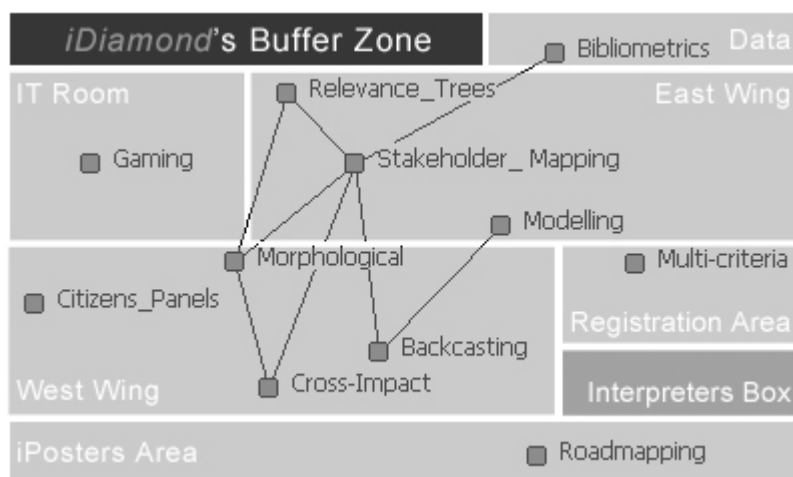 iDiamond's Buffer Zone
Data
Bibliometrics
IT Room
Relevance_Trees
East Wing
Gaming
Stakeholder_ Mapping
Modelling
Morphological
Multi-criteria
Citizens_Panels
Registration Area
Backcasting
West Wing
Cross-Impact
Interpreters Box
iPosters Area
Roadmapping